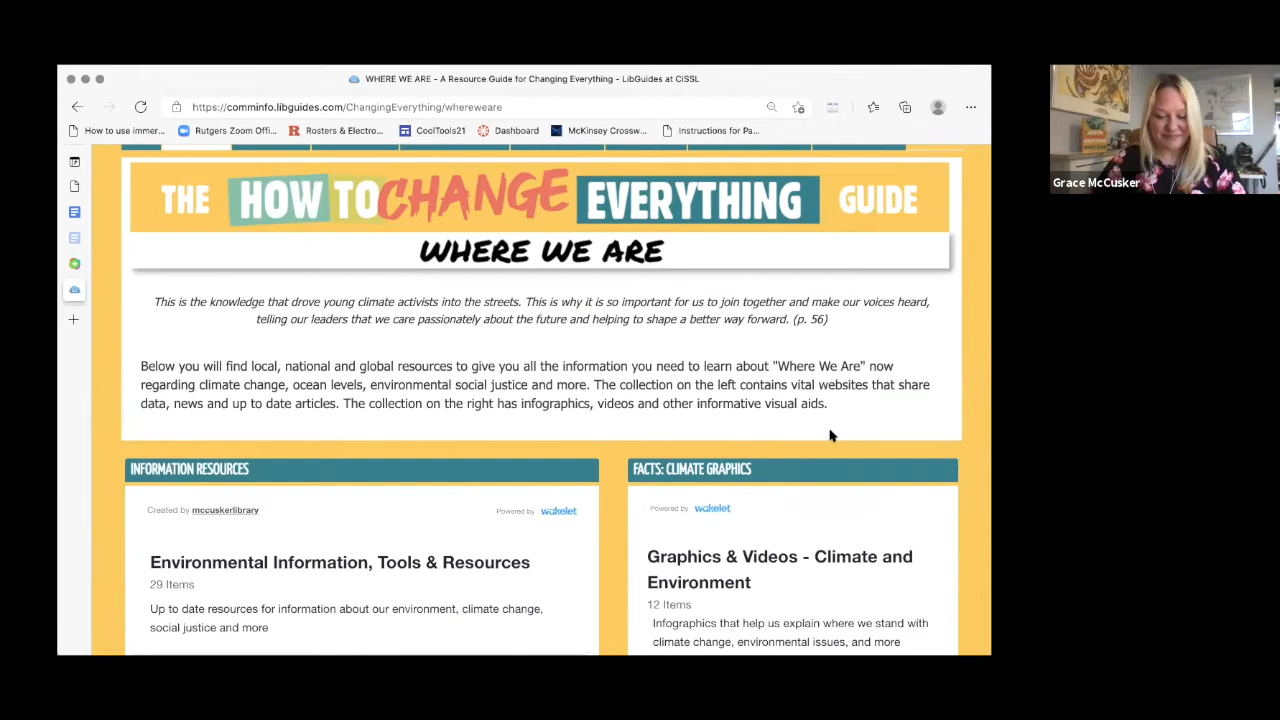 WHERE WE ARE - A Resource Guide for Changing Everything - LibGuides at CiSSL
https://comminfo.libguides.com/ChangingEverything/whereweare
How to use immer...
Rutgers Zoom Offi...
Rosters & Electro...
CoolTools21
Dashboard
McKinsey Crossw...
Instructions for Pa...
THE HOW TO CHANGE EVERYTHING GUIDE
WHERE WE ARE
This is the knowledge that drove young climate activists into the streets. This is why it is so important for us to join together and make our voices heard,
telling our leaders that we care passionately about the future and helping to shape a better way forward. (p. 56)
Below you will find local, national and global resources to give you all the information you need to learn about "Where We Are" now
regarding climate change, ocean levels, environmental social justice and more. The collection on the left contains vital websites that share
data, news and up to date articles. The collection on the right has infographics, videos and other informative visual aids.
INFORMATION RESOURCES
Created by mccuskerlibrary
Powered by wakelet
Environmental Information, Tools & Resources
29 Items
Up to date resources for information about our environment, climate change,
social justice and more
FACTS: CLIMATE GRAPHICS
Powered by wakelet
Graphics & Videos - Climate and
Environment
12 Items
Infographics that help us explain where we stand with
climate change, environmental issues, and more
Grace McCusker